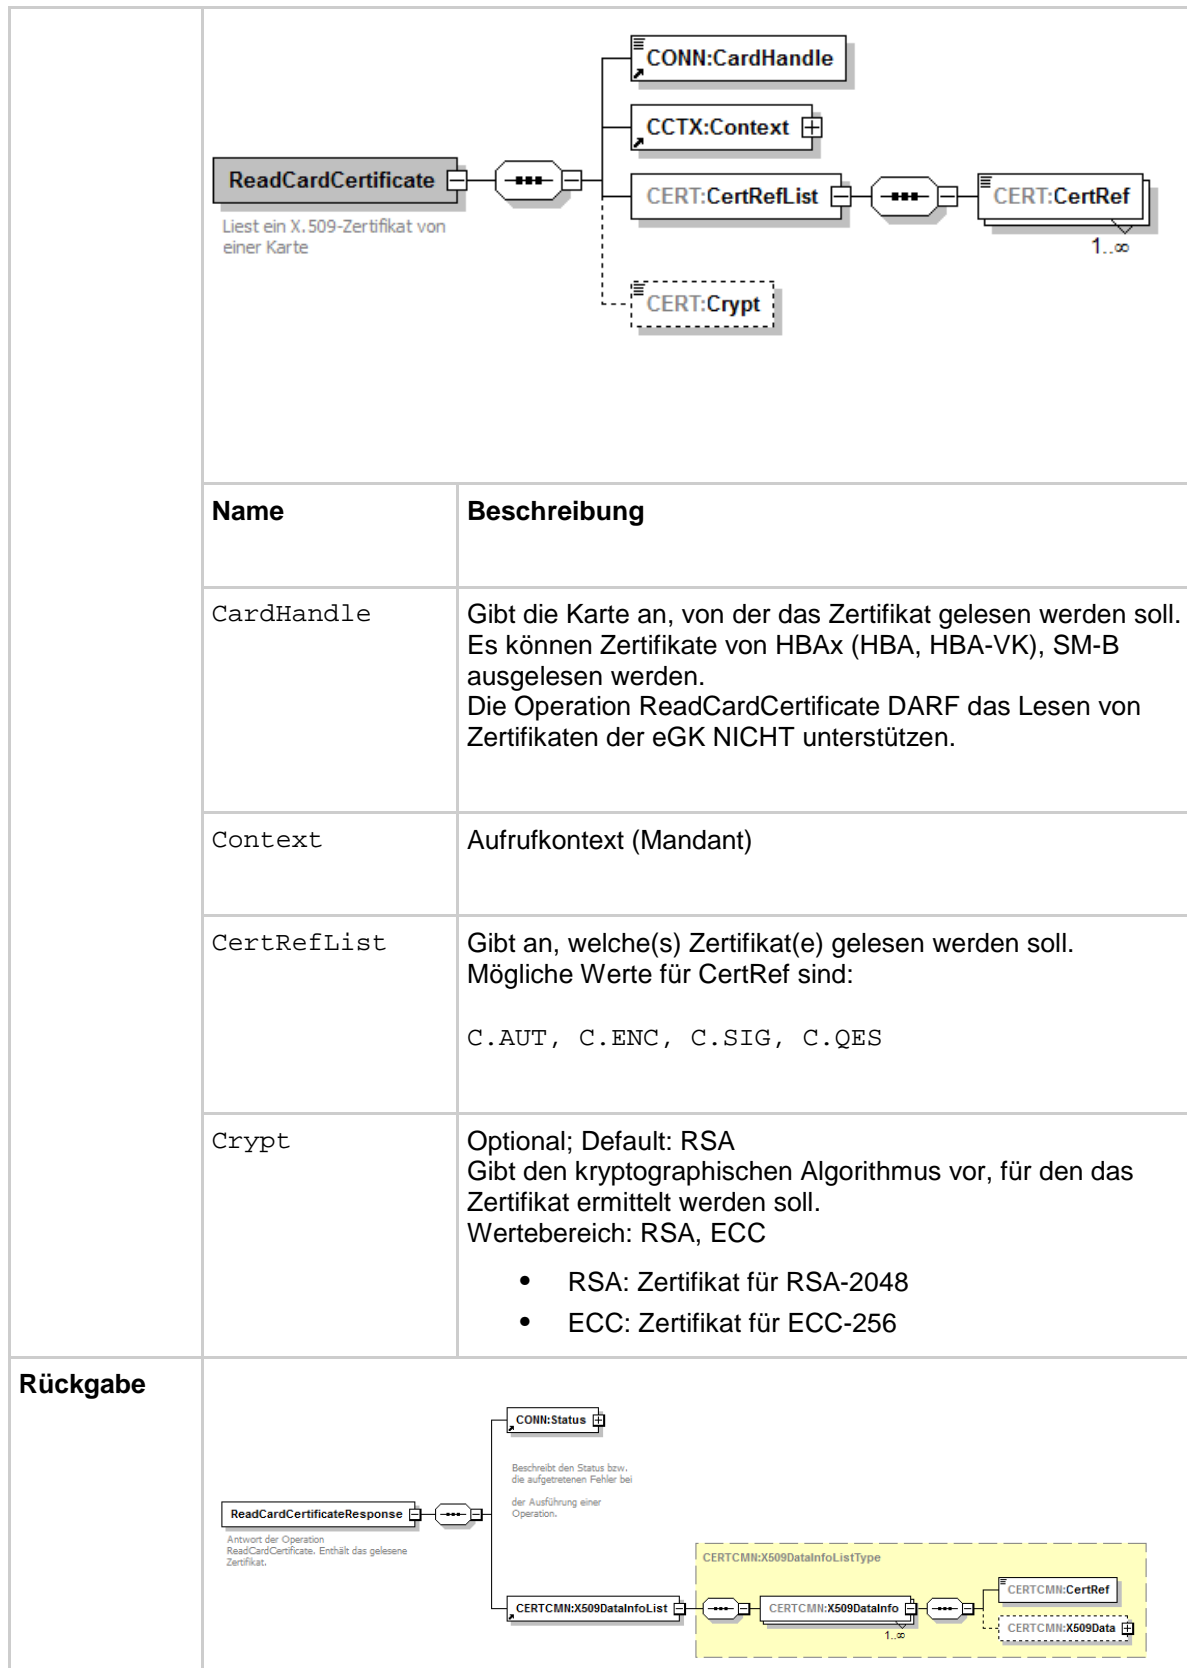 CONN:CardHandle
CCTX:Context
ReadCardCertificate
CERT:CertRefList
CERT:CertRef
Liest ein X.509-Zertifikat von
einer Karte
1..∞
CERT:Crypt
Name
Beschreibung
CardHandle
Gibt die Karte an, von der das Zertifikat gelesen werden soll.
Es können Zertifikate von HBAx (HBA, HBA-VK), SM-B
ausgelesen werden.
Die Operation ReadCardCertificate DARF das Lesen von
Zertifikaten der eGK NICHT unterstützen.
Context
Aufrufkontext (Mandant)
CertRefList
Gibt an, welche(s) Zertifikat(e) gelesen werden soll.
Mögliche Werte für CertRef sind:
C.AUT, C.ENC, C.SIG, C.QES
Crypt
Optional; Default: RSA
Gibt den kryptographischen Algorithmus vor, für den das
Zertifikat ermittelt werden soll.
Wertebereich: RSA, ECC
• RSA: Zertifikat für RSA-2048
• ECC: Zertifikat für ECC-256
Rückgabe
CONN:Status
Beschreibt den Status bzw.
die aufgetretenen Fehler bei
der Ausführung einer
Operation.
ReadCardCertificateResponse
Antwort der Operation
ReadCardCertificate. Enthält das gelesene
Zertifikat.
CERTCMN:X509DataInfoListType
CERTCMN:X509DataInfoList
CERTCMN:X509DataInfo
1..∞
CERTCMN:CertRef
CERTCMN:X509Data